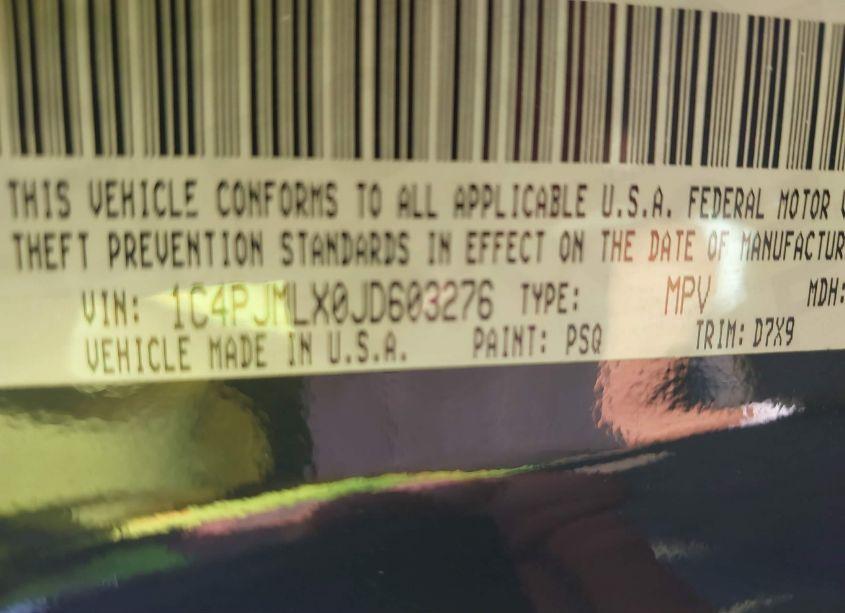 THIS VEHICLE CONFORMS TO ALL APPLICABLE U.S.A. FEDERAL MOTOR
THEFT PREVENTION STANDARDS IN EFFECT ON THE DATE OF MANUFACTUR
VIN: 1C4PJMLX0JD603276 TYPE: MPV MDH:
VEHICLE MADE IN U.S.A. PAINT: PSQ TRIM: D7X9